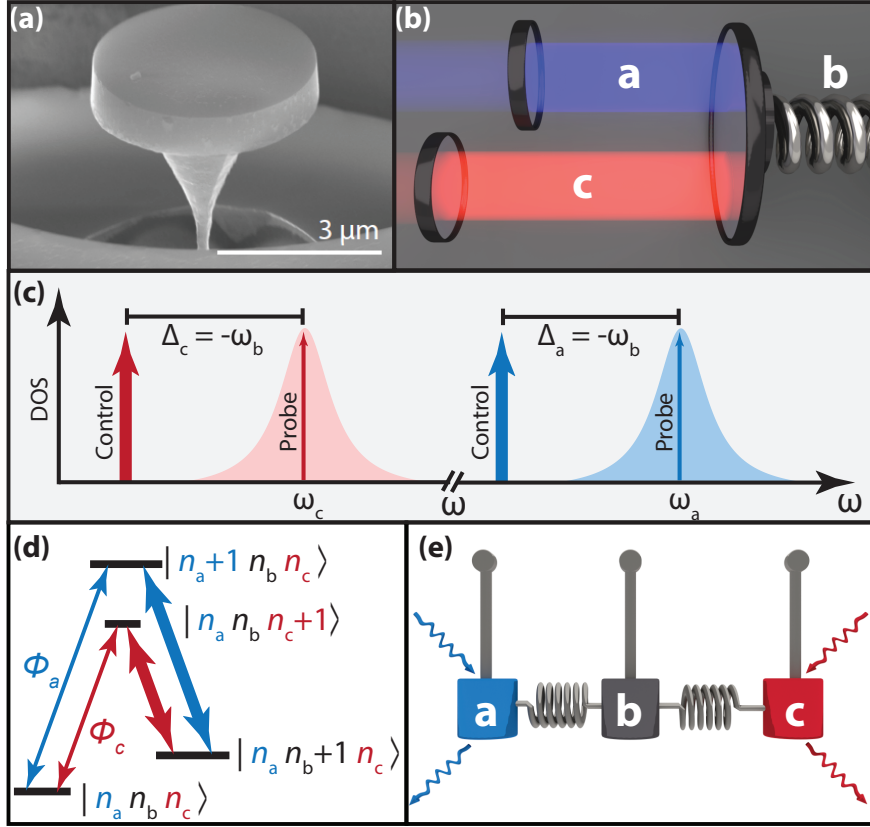 (a)
3 μm
(b)
a
b
c
(c)
DOS
Control
Δc = -ωb
Probe
ωc
ω
Control
Δa = -ωb
Probe
ωa
ω
(d)
| na+1 nb nc ⟩
| na nb nc+1⟩
Φa
Φc
| na nb+1 nc ⟩
| na nb nc ⟩
(e)
a
b
c